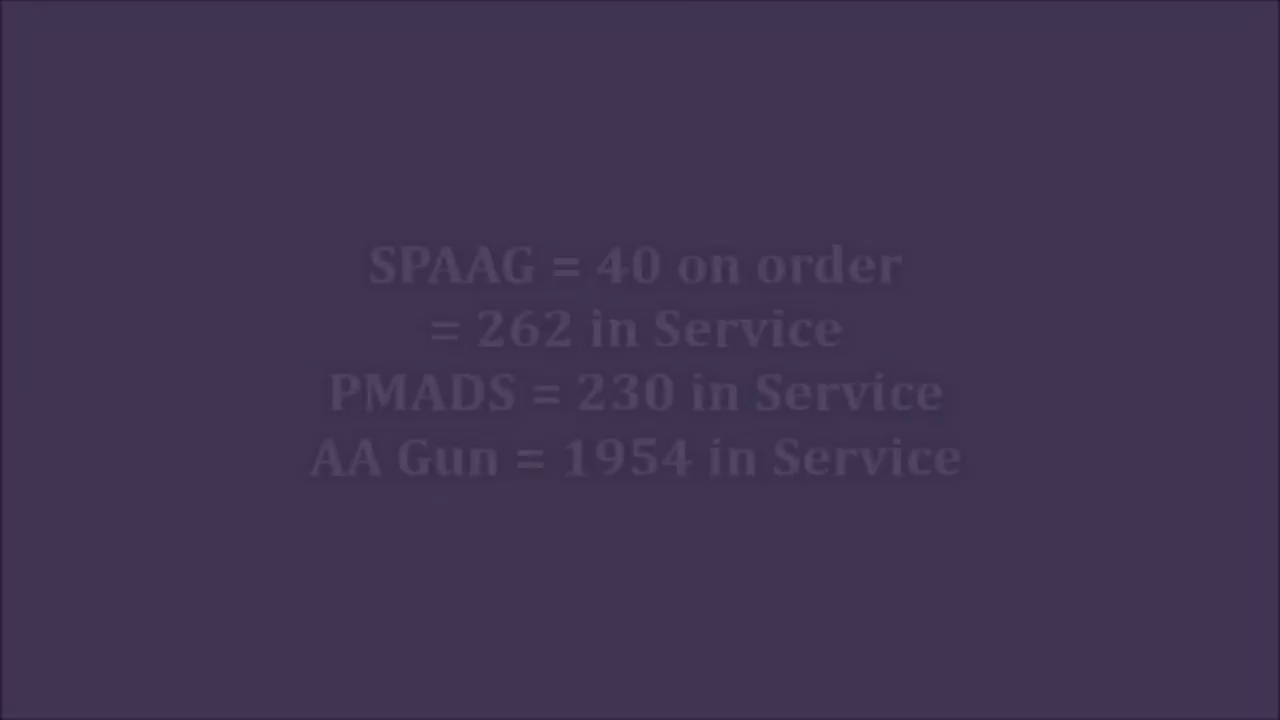 SPAAG = 40 on order
= 262 in Service
PMADS = 230 in Service
AA Gun = 1954 in Service